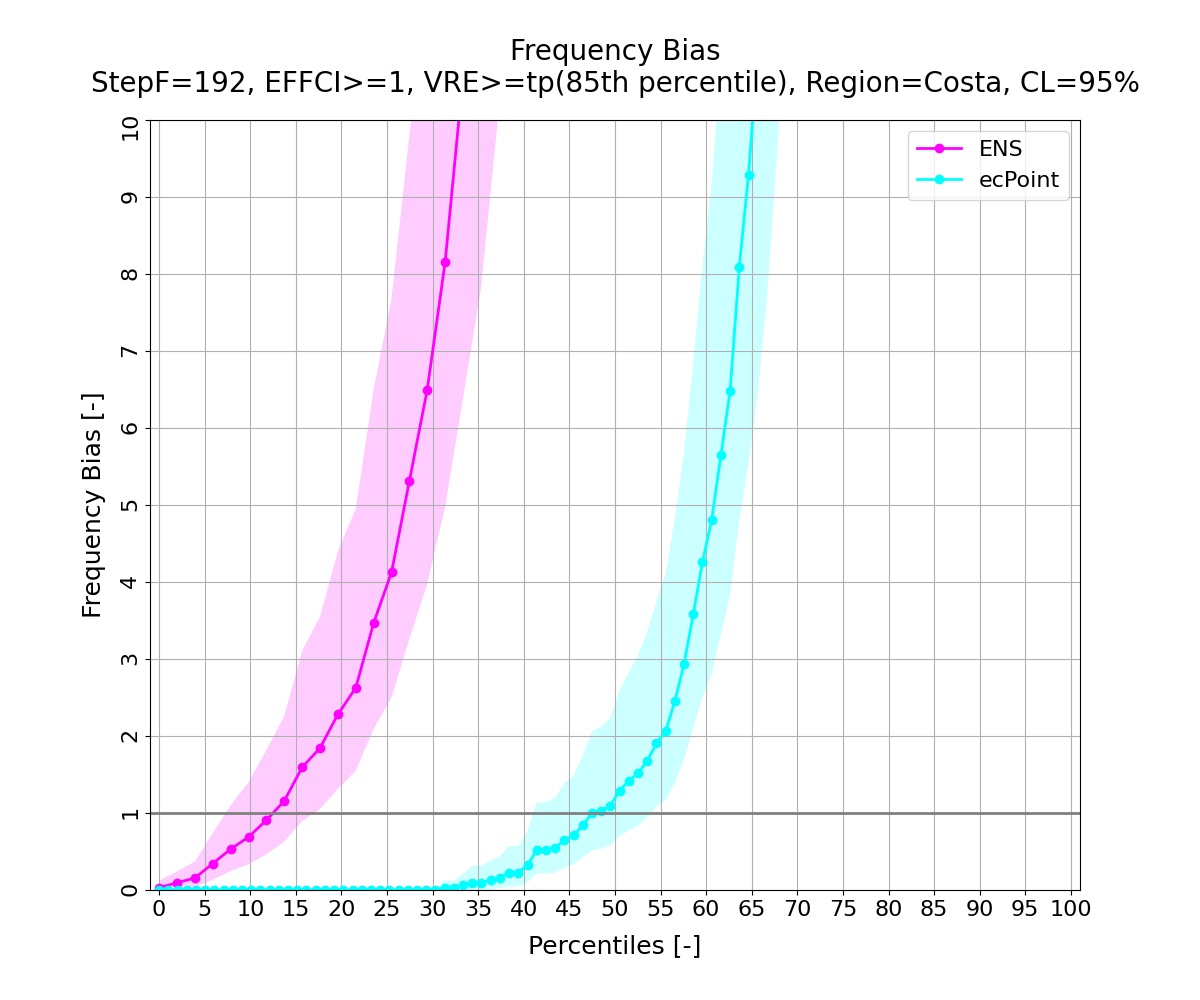 Frequency Bias
StepF=192, EFFCI>=1, VRE>=tp(85th percentile), Region=Costa, CL=95%
ENS
ecPoint
Frequency Bias [-]
10
9
8
7
6
5
4
3
2
1
0
0 5 10 15 20 25 30 35 40 45 50 55 60 65 70 75 80 85 90 95 100
Percentiles [-]